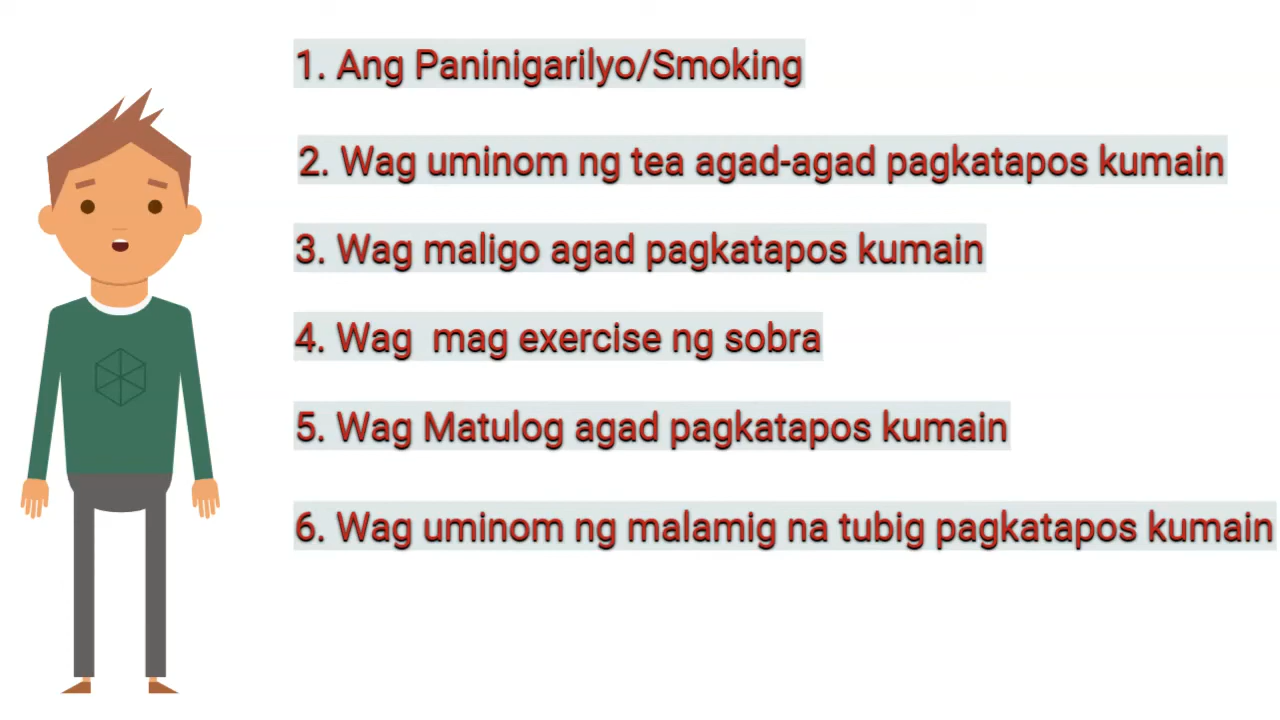 1. Ang Paninigarilyo/Smoking
2. Wag uminom ng tea agad-agad pagkatapos kumain
3. Wag maligo agad pagkatapos kumain
4. Wag  mag exercise ng sobra
5. Wag Matulog agad pagkatapos kumain
6. Wag uminom ng malamig na tubig pagkatapos kumain